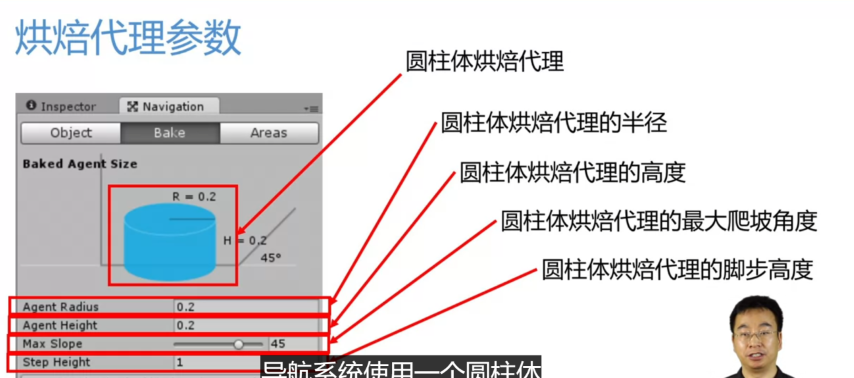 烘焙代理参数
圆柱体烘焙代理
Inspector
Navigation
Object
Bake
Areas
圆柱体烘焙代理的半径
Baked Agent Size
圆柱体烘焙代理的高度
R = 0.2
圆柱体烘焙代理的最大爬坡角度
H = 0.2
45°
圆柱体烘焙代理的脚步高度
Agent Radius 0.2
Agent Height 0.2
Max Slope 45
Step Height 1
导航系统使用一个圆柱体